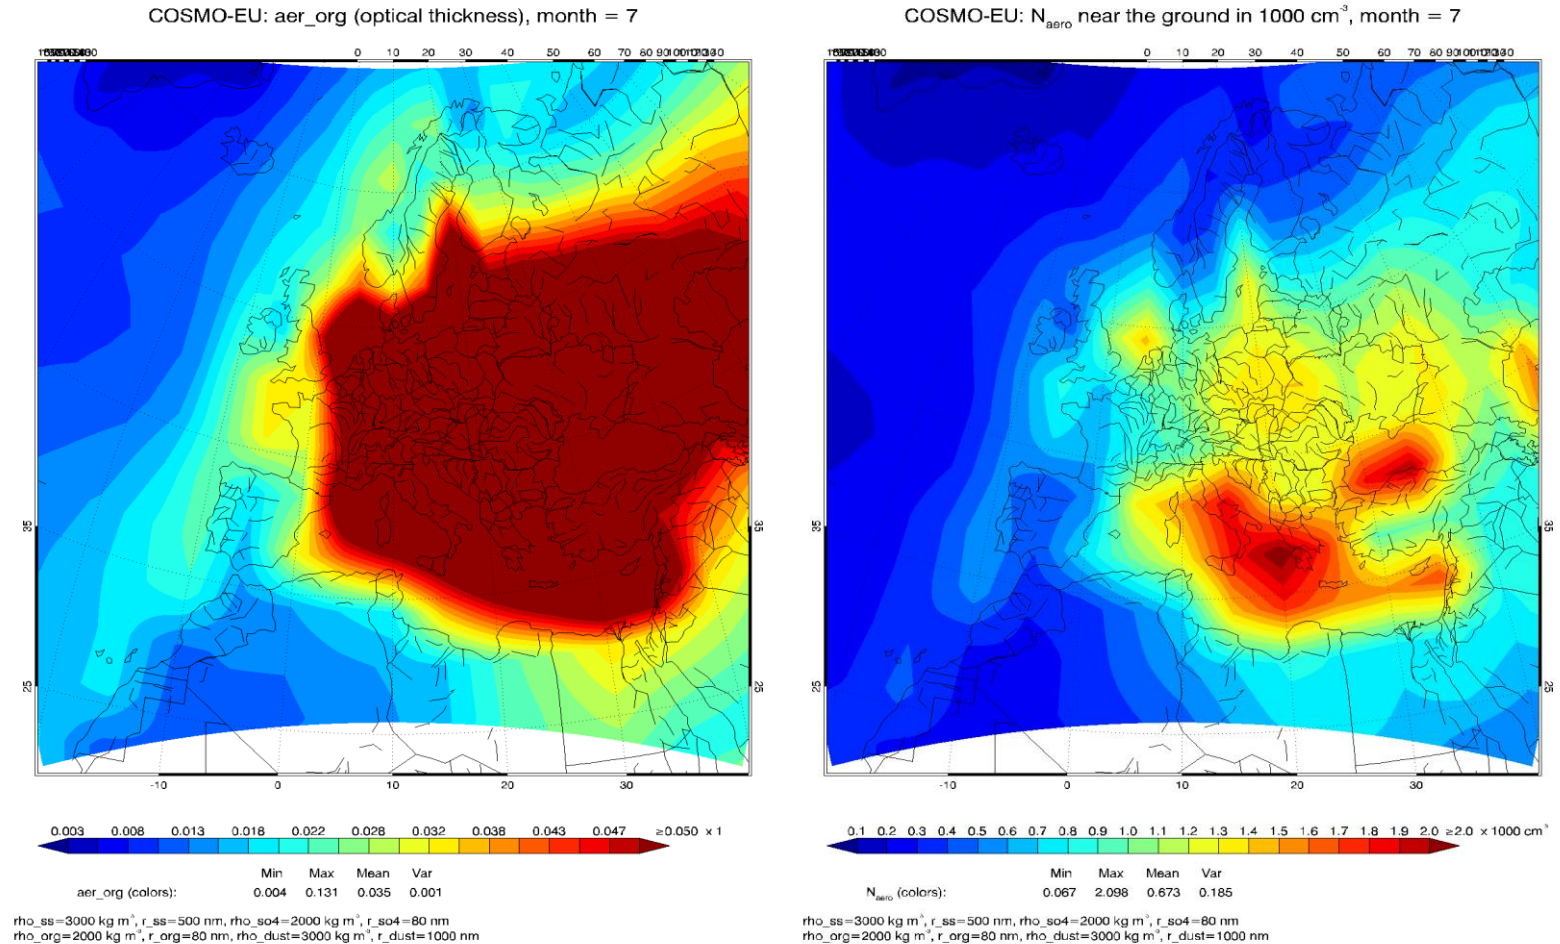 COSMO-EU: aer_org (optical thickness), month = 7
0 10 20 30 40 50 60 70 80 90
35 35
25 25
-10 0 10 20 30
0.003 0.008 0.013 0.018 0.022 0.028 0.032 0.038 0.043 0.047 ≥0.050 x 1
Min Max Mean Var
aer_org (colors): 0.004 0.131 0.035 0.001
rho_ss=3000 kg m⁻³, r_ss=500 nm, rho_so4=2000 kg m⁻³, r_so4=80 nm
rho_org=2000 kg m⁻³, r_org=80 nm, rho_dust=3000 kg m⁻³, r_dust=1000 nm
COSMO-EU: N_aero near the ground in 1000 cm⁻³, month = 7
0 10 20 30 40 50 60 70 80 90
35 35
25 25
-10 0 10 20 30
0.1 0.2 0.3 0.4 0.5 0.6 0.7 0.8 0.9 1.0 1.1 1.2 1.3 1.4 1.5 1.6 1.7 1.8 1.9 2.0 ≥2.0 x 1000 cm⁻³
Min Max Mean Var
N_aero (colors): 0.067 2.098 0.673 0.185
rho_ss=3000 kg m⁻³, r_ss=500 nm, rho_so4=2000 kg m⁻³, r_so4=80 nm
rho_org=2000 kg m⁻³, r_org=80 nm, rho_dust=3000 kg m⁻³, r_dust=1000 nm